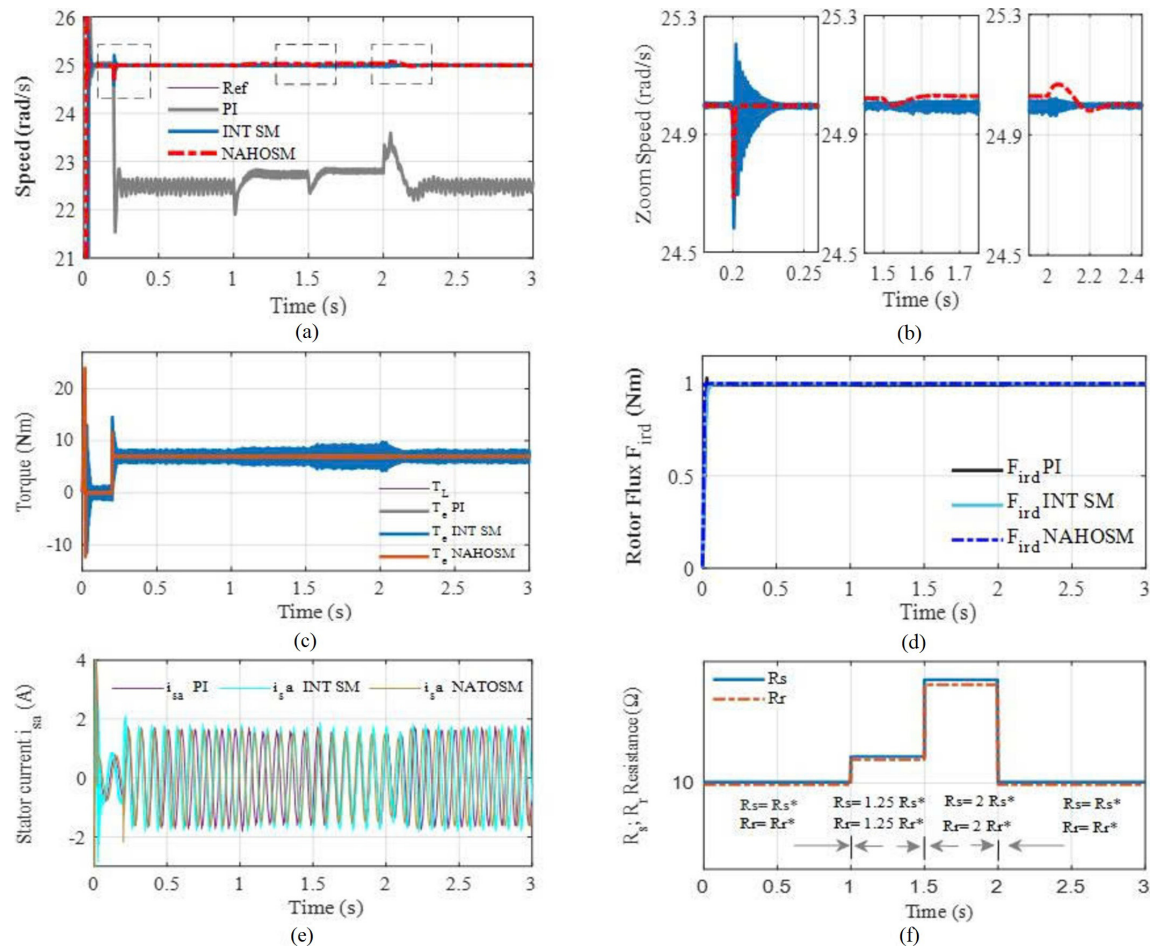 26
25
24
23
22
21
Speed (rad/s)
Ref
PI
INT SM
NAHOSM
0
0.5
1
1.5
2
2.5
3
Time (s)
(a)
25.3
24.9
24.5
Zoom Speed (rad/s)
0.2
0.25
25.3
24.9
24.5
1.5
1.6
1.7
25.3
24.9
24.5
2
2.2
2.4
Time (s)
(b)
20
10
0
-10
Torque (Nm)
T_L
T_e PI
T_e INT SM
T_e NAHOSM
0
0.5
1
1.5
2
2.5
3
Time (s)
(c)
1
0.5
0
Rotor Flux F_ird (Nm)
F_ird PI
F_ird INT SM
F_ird NAHOSM
0
0.5
1
1.5
2
2.5
3
Time (s)
(d)
4
2
0
-2
Stator current i_sa (A)
i_sa PI
i_s a INT SM
i_s a NATOSM
0
0.5
1
1.5
2
2.5
3
Time (s)
(e)
10
R_s; R_r Resistance (Ω)
Rs
Rr
Rs= Rs*
Rr= Rr*
Rs= 1.25 Rs*
Rr= 1.25 Rr*
Rs= 2 Rs*
Rr= 2 Rr*
Rs= Rs*
Rr= Rr*
0
0.5
1
1.5
2
2.5
3
Time (s)
(f)